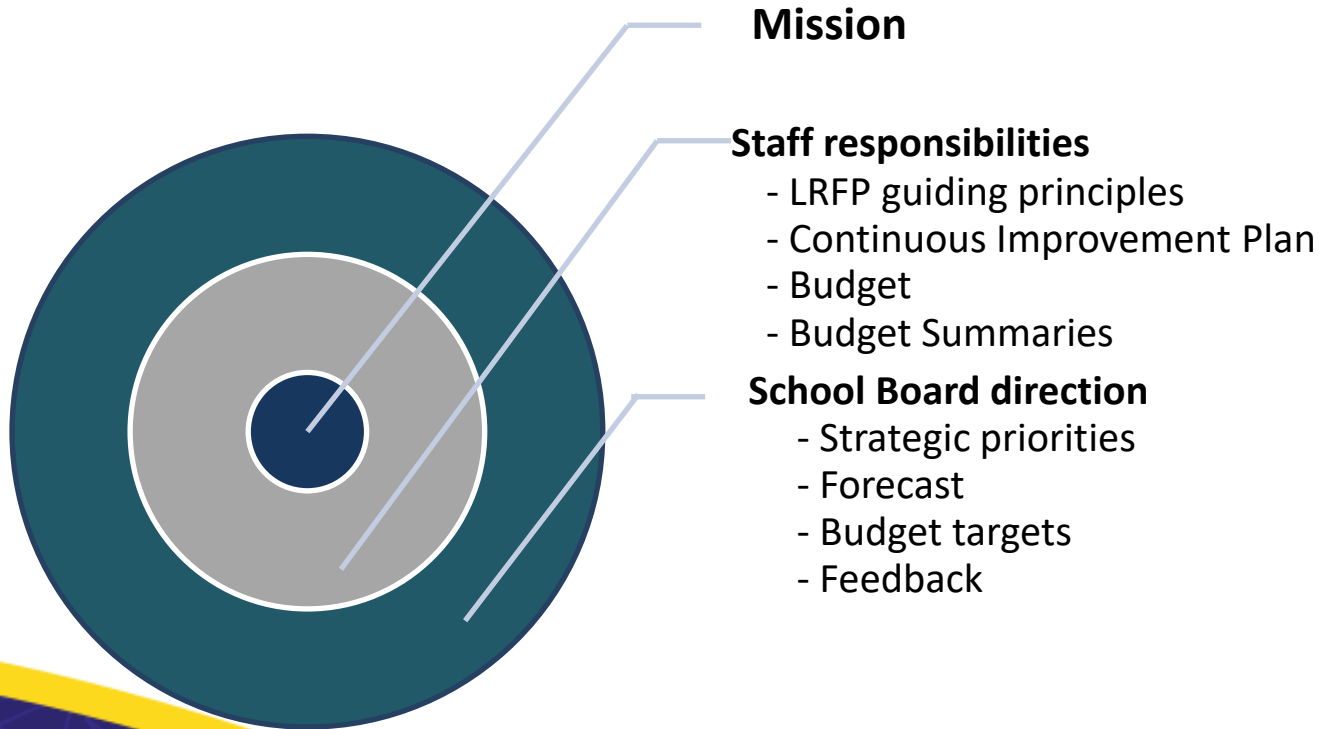 Mission
Staff responsibilities
- LRFP guiding principles
- Continuous Improvement Plan
- Budget
- Budget Summaries
School Board direction
- Strategic priorities
- Forecast
- Budget targets
- Feedback